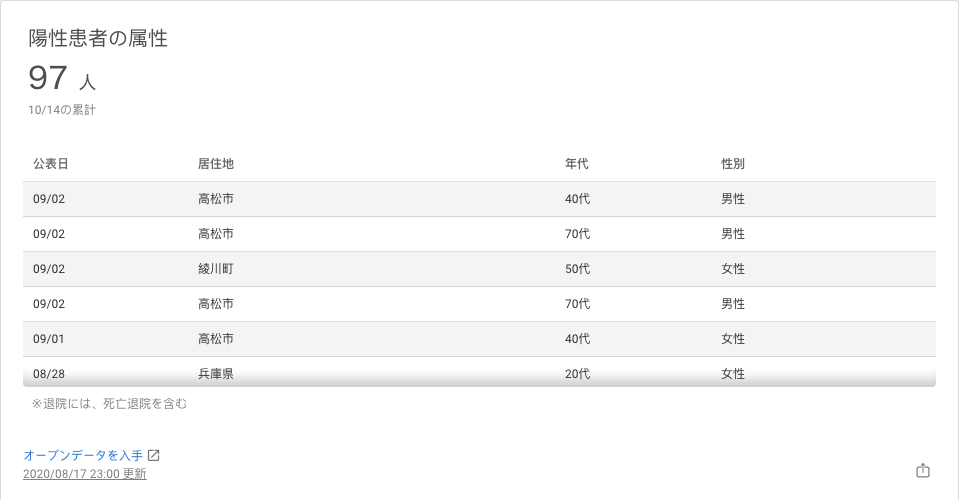 陽性患者の属性
97 人
10/14の累計
公表日 居住地 年代 性別
09/02 高松市 40代 男性
09/02 高松市 70代 男性
09/02 綾川町 50代 女性
09/02 高松市 70代 男性
09/01 高松市 40代 女性
08/28 兵庫県 20代 女性
※退院には、死亡退院を含む
オープンデータを入手
2020/08/17 23:00 更新